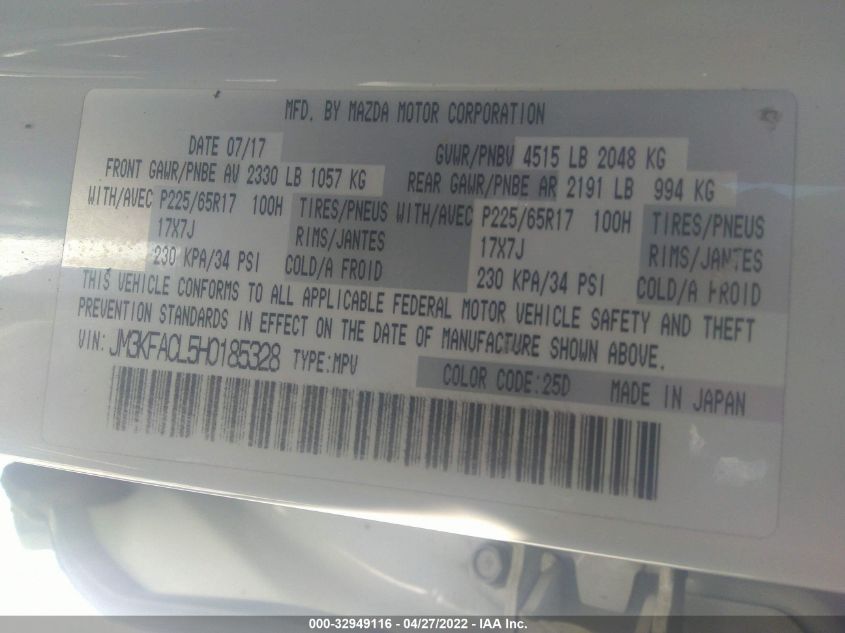 MFD. BY MAZDA MOTOR CORPORATION
DATE 07/17 GVWR/PNBV 4515 LB 2048 KG
FRONT GAWR/PNBE AV 2330 LB 1057 KG REAR GAWR/PNBE AR 2191 LB 994 KG
WITH/AVEC P225/65R17 100H TIRES/PNEUS WITH/AVEC P225/65R17 100H TIRES/PNEUS
17X7J RIMS/JANTES 17X7J RIMS/JANTES
230 KPA/34 PSI COLD/A FROID 230 KPA/34 PSI COLD/A FROID
THIS VEHICLE CONFORMS TO ALL APPLICABLE FEDERAL MOTOR VEHICLE SAFETY AND THEFT
PREVENTION STANDARDS IN EFFECT ON THE DATE OF MANUFACTURE SHOWN ABOVE.
VIN: JM3KFACL5H0185328 TYPE:MPV
COLOR CODE:25D MADE IN JAPAN
000-32949116 - 04/27/2022 - IAA Inc.